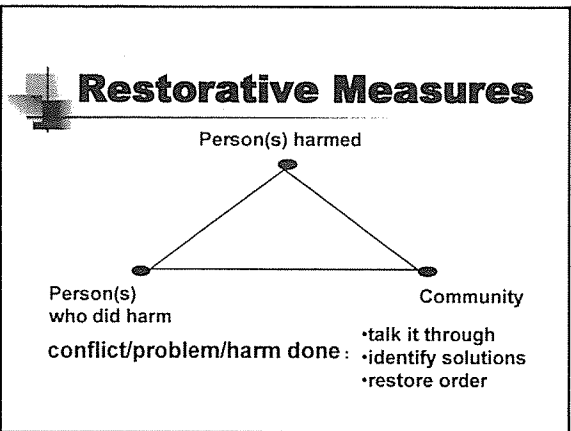 Restorative Measures
Person(s) harmed
Person(s)
who did harm
Community
conflict/problem/harm done :
•talk it through
•identify solutions
•restore order